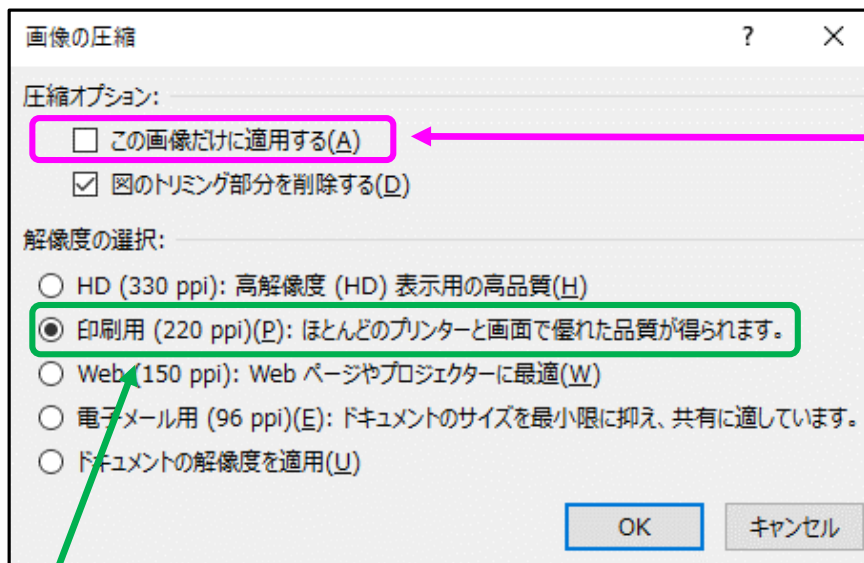 画像の圧縮 ? ×
圧縮オプション:
この画像だけに適用する(A)
図のトリミング部分を削除する(D)
解像度の選択:
HD (330 ppi): 高解像度 (HD) 表示用の高品質(H)
印刷用 (220 ppi)(P): ほとんどのプリンターと画面で優れた品質が得られます。
Web (150 ppi): Web ページやプロジェクターに最適(W)
電子メール用 (96 ppi)(E): ドキュメントのサイズを最小限に抑え、共有に適しています。
ドキュメントの解像度を適用(U)
OK キャンセル